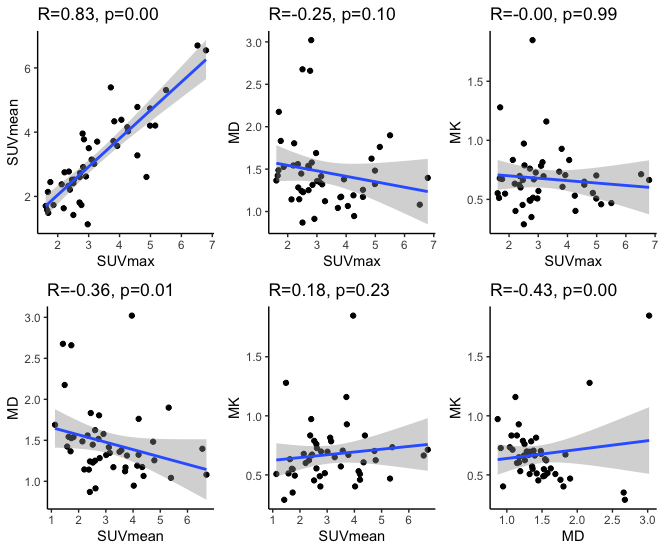 R=0.83, p=0.00
R=-0.25, p=0.10
R=-0.00, p=0.99
SUVmean
6
4
2
2 3 4 5 6 7
SUVmax
MD
3.0
2.5
2.0
1.5
1.0
2 3 4 5 6 7
SUVmax
MK
1.5
1.0
0.5
2 3 4 5 6 7
SUVmax
R=-0.36, p=0.01
R=0.18, p=0.23
R=-0.43, p=0.00
MD
3.0
2.5
2.0
1.5
1.0
1 2 3 4 5 6
SUVmean
MK
1.5
1.0
0.5
1 2 3 4 5 6
SUVmean
MK
1.5
1.0
0.5
1.0 1.5 2.0 2.5 3.0
MD